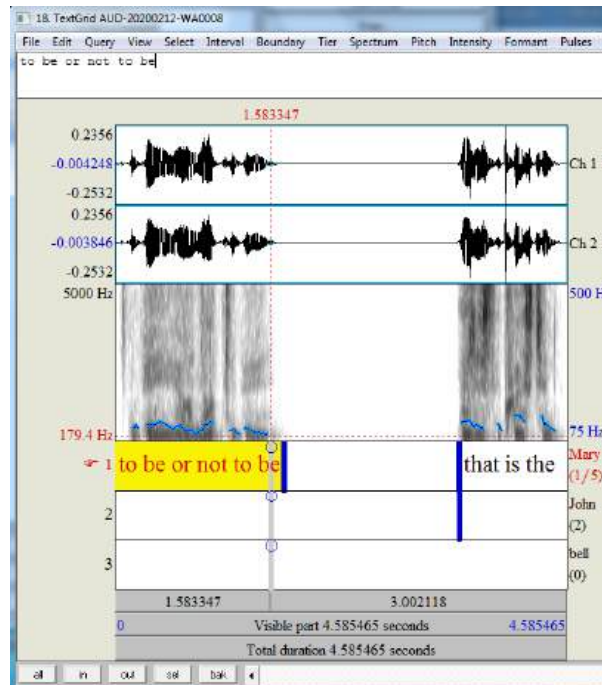 18. TextGrid AUD-20200212-WA0008
File Edit Query View Select Interval Boundary Tier Spectrum Pitch Intensity Formant Pulses
to be or not to be
1.583347
0.2356
-0.004248
-0.2532
Ch 1
0.2356
-0.003846
-0.2532
Ch 2
5000 Hz
500 H
179.4 Hz
75 Hz
1
to be or not to be
that is the
Mary
(1/5)
2
John
(2)
3
bell
(0)
1.583347
3.002118
0
Visible part 4.585465 seconds
4.585465
Total duration 4.585465 seconds
all in out sel bak